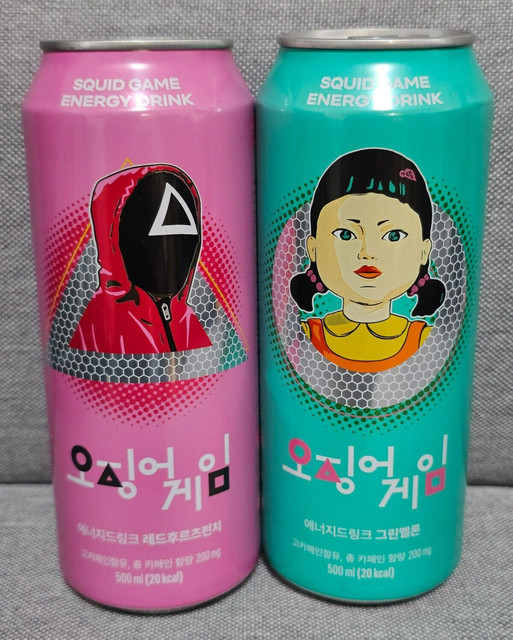 SQUID GAME
ENERGY DRINK
오징어게임
에너지드링크 레드후르츠펀치
고카페인함유, 총 카페인 함량 200 mg
500 ml (20 kcal)
SQUID GAME
ENERGY DRINK
오징어게임
에너지드링크 그린멜론
고카페인함유, 총 카페인 함량 200 mg
500 ml (20 kcal)